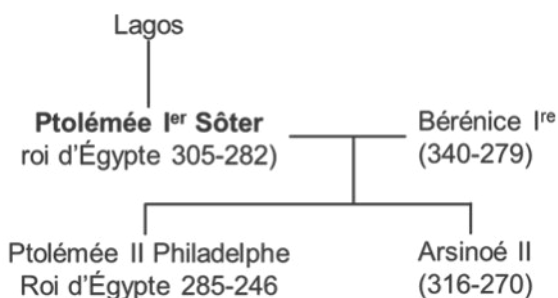 Lagos
Ptolémée Iᵉʳ Sôter
roi d'Égypte 305-282)
Bérénice Iʳᵉ
(340-279)
Ptolémée II Philadelphe
Roi d'Égypte 285-246
Arsinoé II
(316-270)